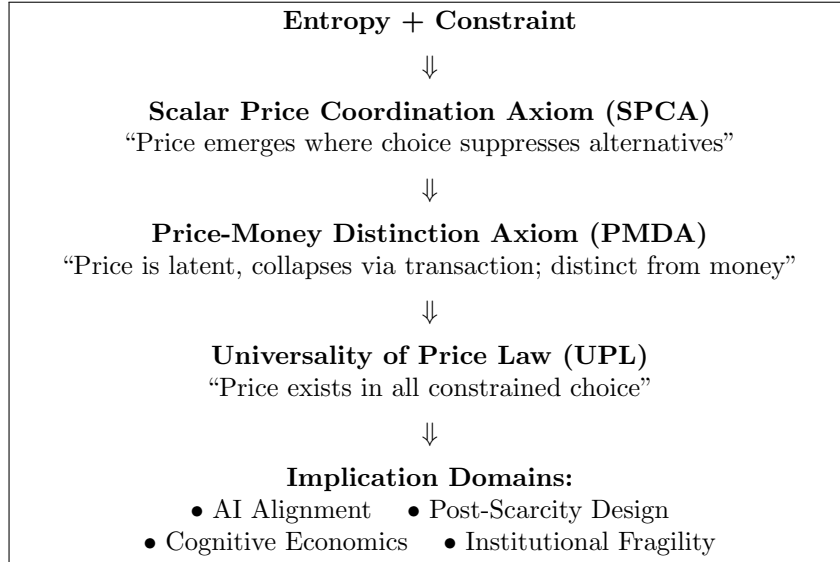 Entropy + Constraint
⇓
Scalar Price Coordination Axiom (SPCA)
“Price emerges where choice suppresses alternatives”
⇓
Price-Money Distinction Axiom (PMDA)
“Price is latent, collapses via transaction; distinct from money”
⇓
Universality of Price Law (UPL)
“Price exists in all constrained choice”
⇓
Implication Domains:
• AI Alignment • Post-Scarcity Design
• Cognitive Economics • Institutional Fragility